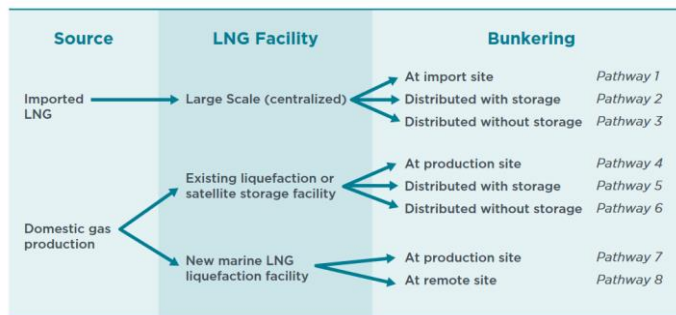 Source LNG Facility Bunkering
At import site Pathway 1
Imported
LNG
Large Scale (centralized)
Distributed with storage Pathway 2
Distributed without storage Pathway 3
Existing liquefaction or
satellite storage facility
At production site Pathway 4
Distributed with storage Pathway 5
Distributed without storage Pathway 6
Domestic gas
production
New marine LNG
liquefaction facility
At production site Pathway 7
At remote site Pathway 8